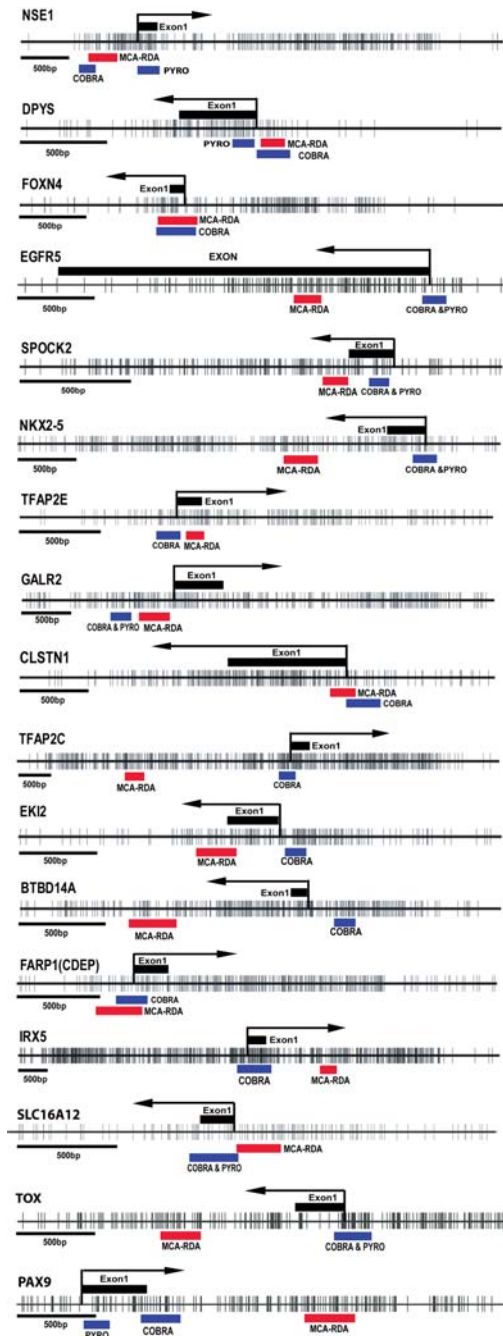 NSE1
Exon1
500bp
MCA-RDA
COBRA
PYRO
DPYS
Exon1
500bp
PYRO
MCA-RDA
COBRA
FOXN4
Exon1
500bp
MCA-RDA
COBRA
EGFR5
EXON
500bp
MCA-RDA
COBRA &PYRO
SPOCK2
Exon1
500bp
MCA-RDA
COBRA & PYRO
NKX2-5
Exon1
500bp
MCA-RDA
COBRA &PYRO
TFAP2E
Exon1
500bp
COBRA
MCA-RDA
GALR2
Exon1
500bp
COBRA & PYRO
MCA-RDA
CLSTN1
Exon1
500bp
MCA-RDA
COBRA
TFAP2C
Exon1
500bp
MCA-RDA
COBRA
EKI2
Exon1
500bp
MCA-RDA
COBRA
BTBD14A
Exon1
500bp
MCA-RDA
COBRA
FARP1(CDEP)
Exon1
500bp
COBRA
MCA-RDA
IRX5
Exon1
500bp
COBRA
MCA-RDA
SLC16A12
Exon1
500bp
MCA-RDA
COBRA & PYRO
TOX
Exon1
500bp
MCA-RDA
COBRA & PYRO
PAX9
Exon1
500bp
PYRO
COBRA
MCA-RDA